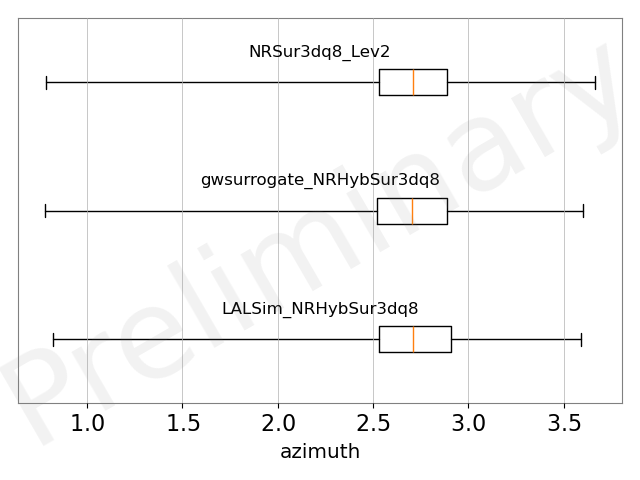 NRSur3dq8_Lev2
gwsurrogate_NRHybSur3dq8
LALSim_NRHybSur3dq8
Preliminary
1.0 1.5 2.0 2.5 3.0 3.5
azimuth